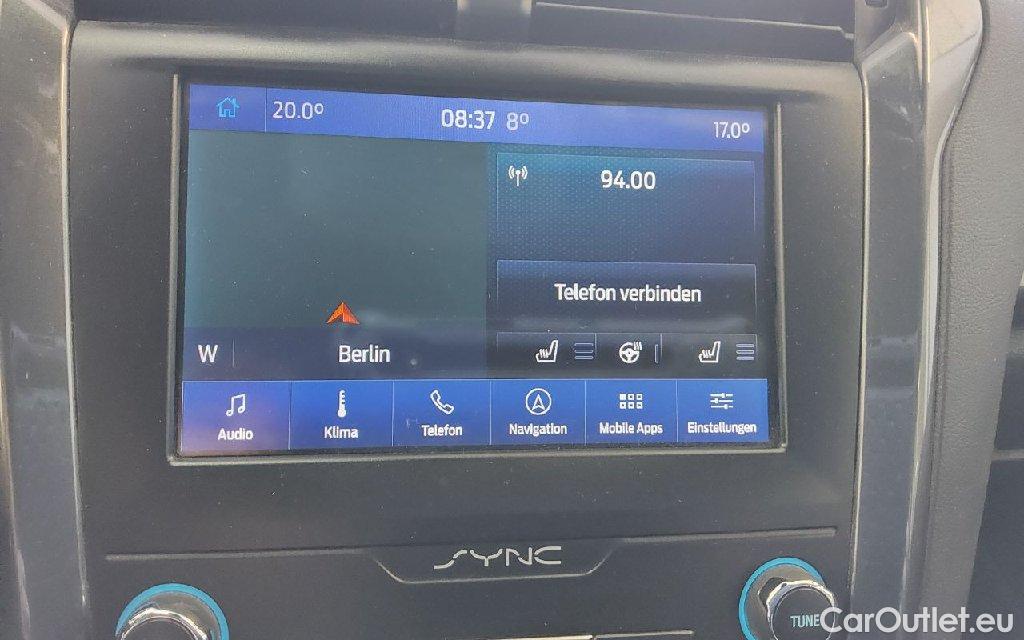 20.0°
08:37 8°
17.0°
94.00
Telefon verbinden
W
Berlin
Audio
Klima
Telefon
Navigation
Mobile Apps
Einstellungen
SYNC
TUNE
CarOutlet.eu